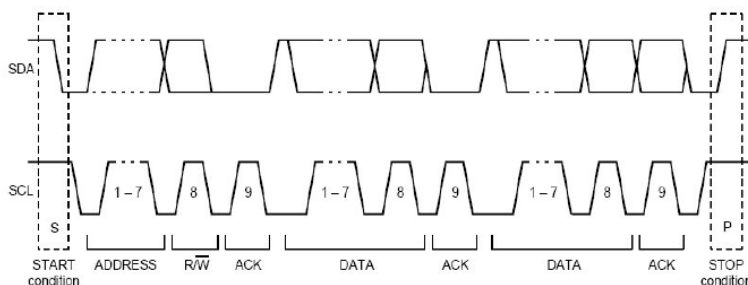 SDA
SCL
1 – 7 8 9 1 – 7 8 9 1 – 7 8 9
S P
START condition ADDRESS R/W̅ ACK DATA ACK DATA ACK STOP condition